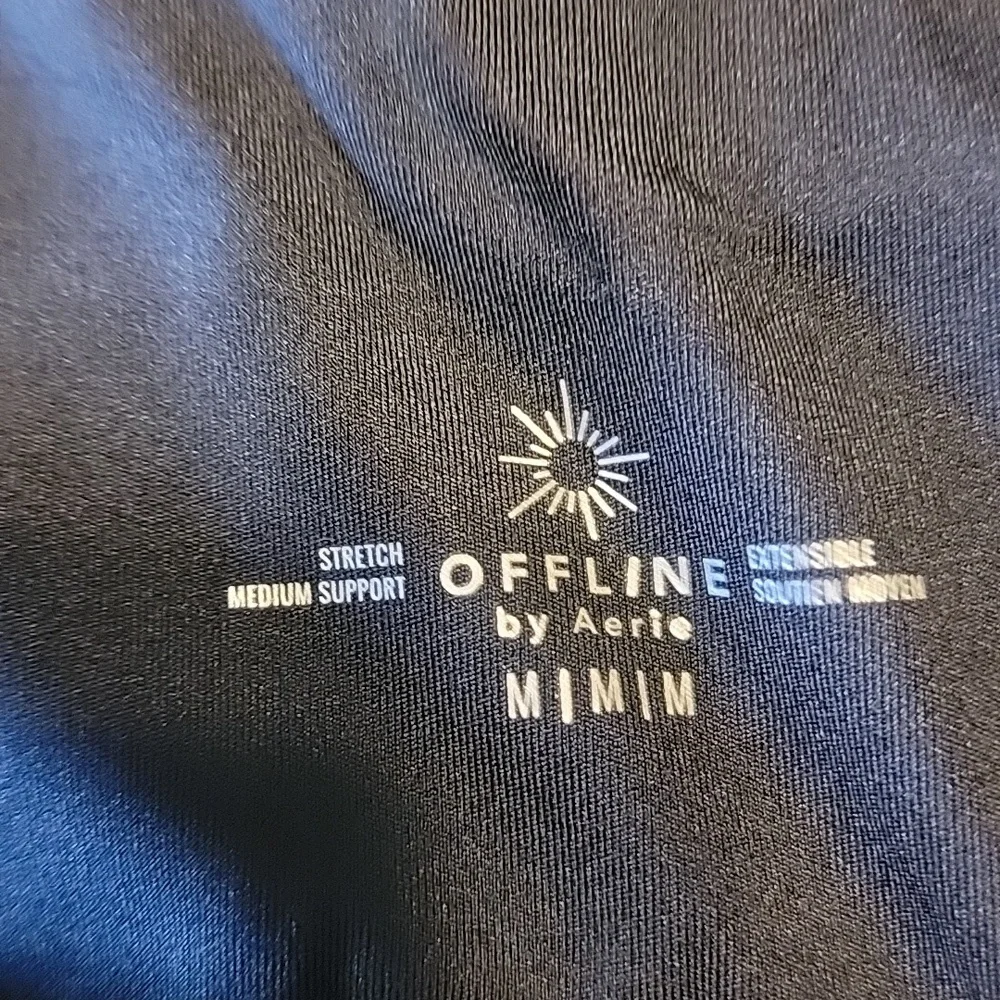 STRETCH
MEDIUM SUPPORT
OFFLINE
by Aerie
M|M|M
EXTENSIBLE
SOUTIEN MOYEN